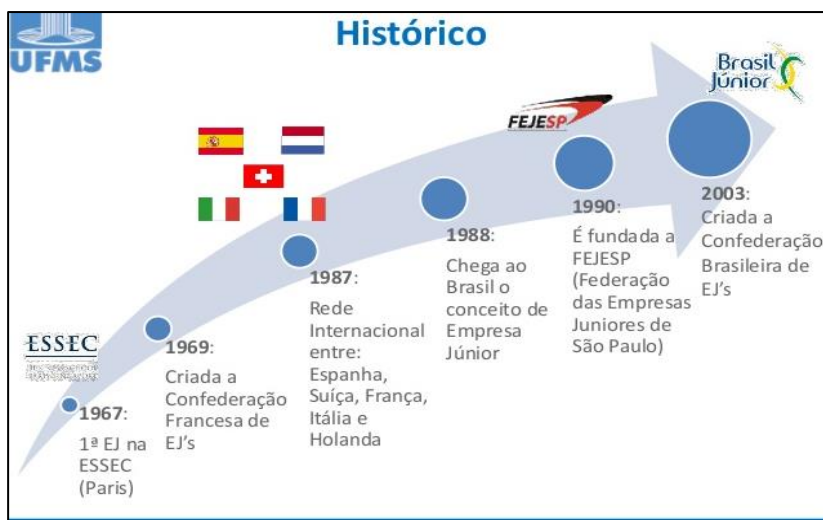 UFMS
Histórico
Brasil
Júnior
FEJESP
ESSEC
1967:
1ª EJ na
ESSEC
(Paris)
1969:
Criada a
Confederação
Francesa de
EJ’s
1987:
Rede
Internacional
entre:
Espanha,
Suíça, França,
Itália e
Holanda
1988:
Chega ao
Brasil o
conceito de
Empresa
Júnior
1990:
É fundada a
FEJESP
(Federação
das Empresas
Juniores de
São Paulo)
2003:
Criada a
Confederação
Brasileira de
EJ’s